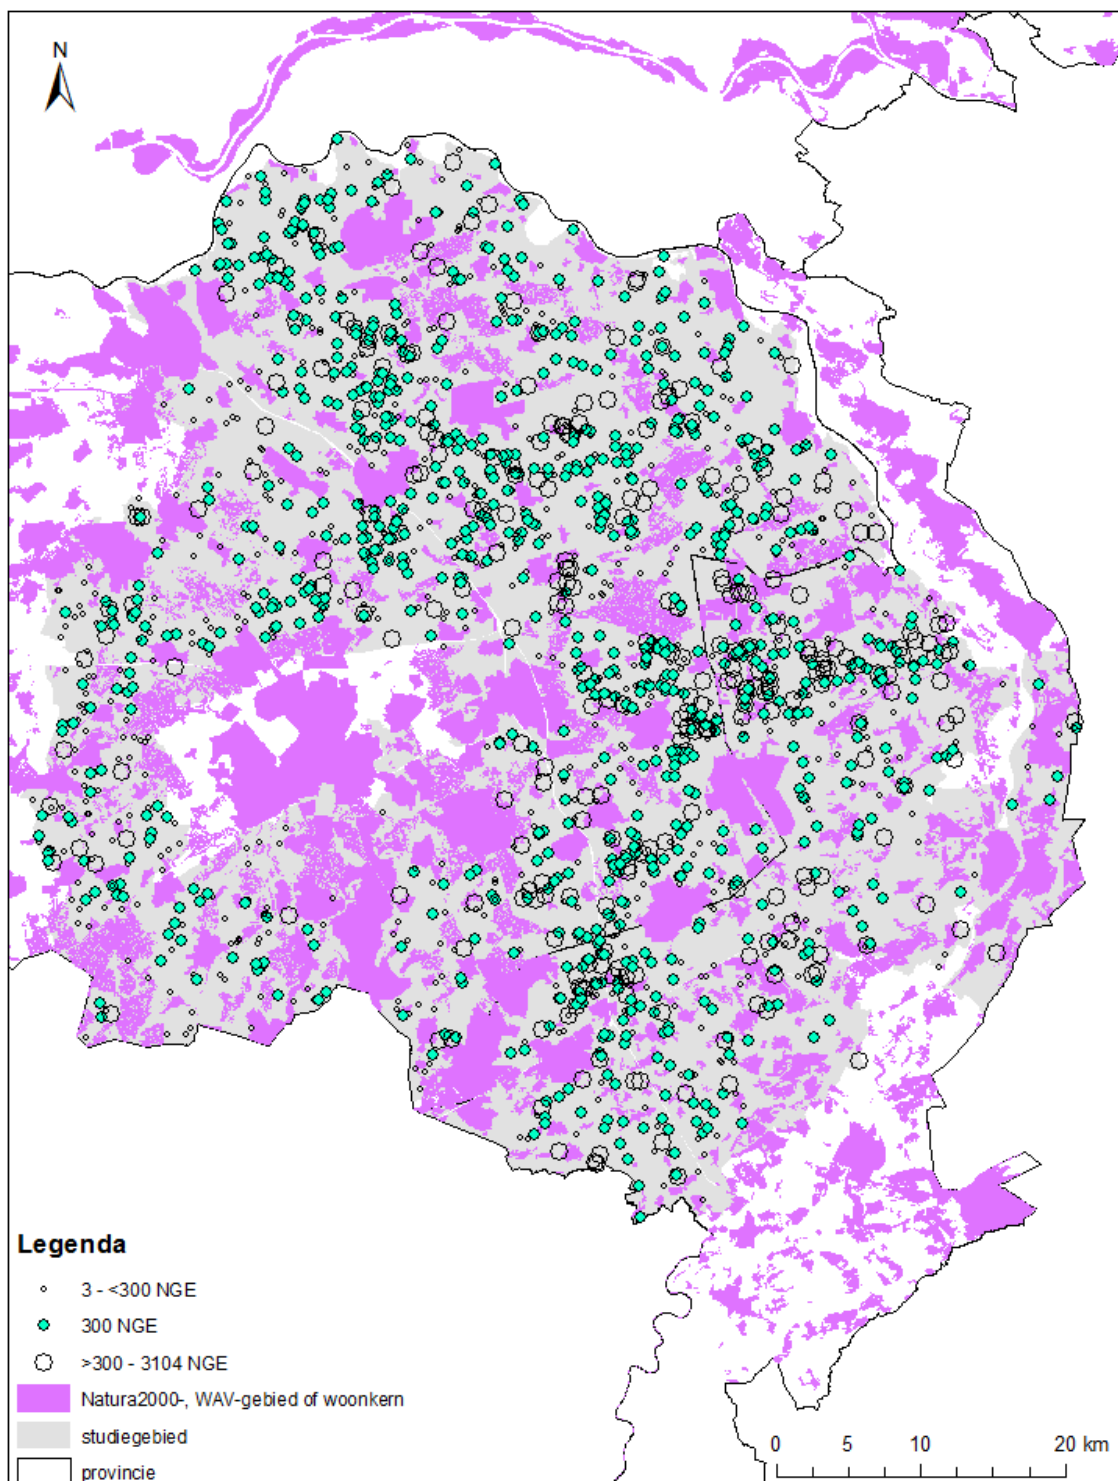 N
Legenda
3 - <300 NGE
300 NGE
>300 - 3104 NGE
Natura2000-, WAV-gebied of woonkern
studiegebied
provincie
0 5 10 20 km